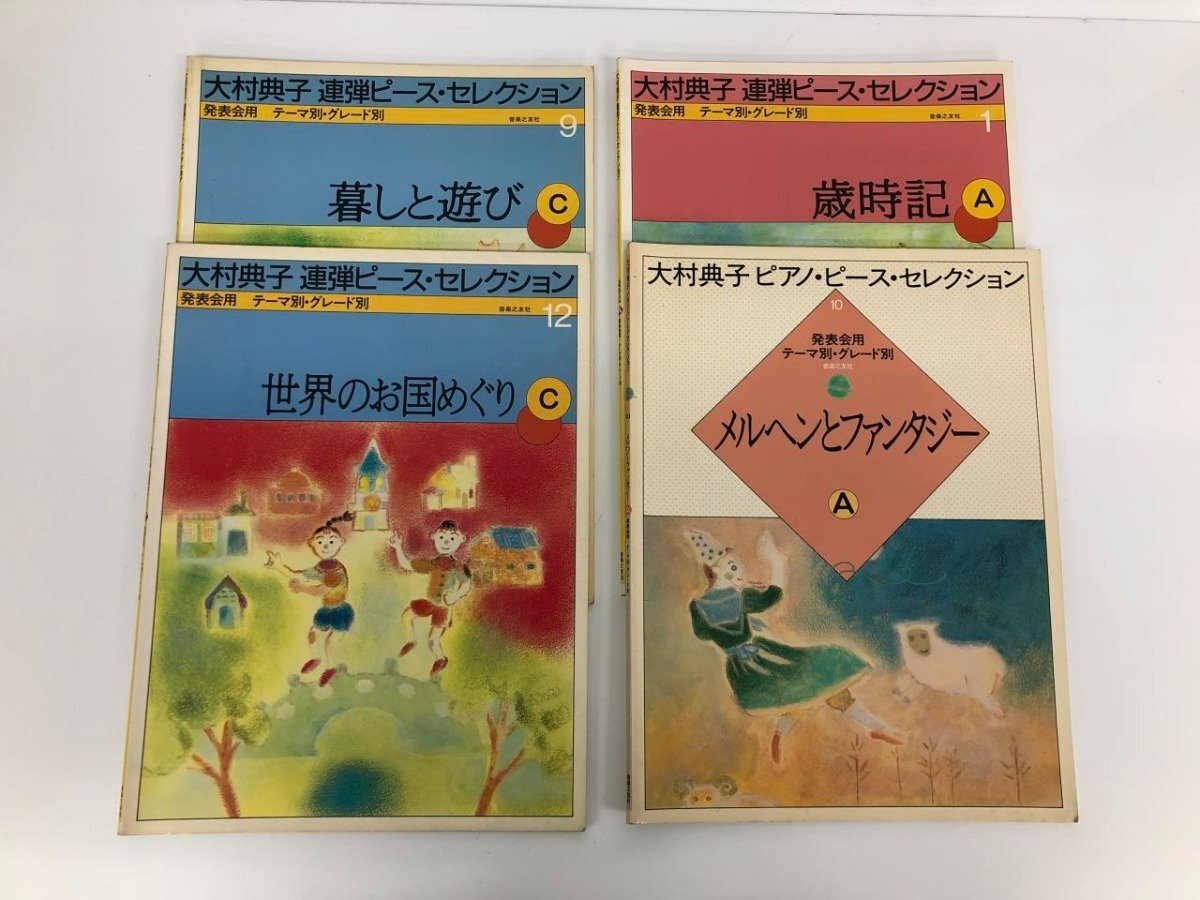 大村典子 連弾ピース・セレクション
発表会用 テーマ別・グレード別
音楽之友社
9
暮しと遊び
C
大村典子 連弾ピース・セレクション
発表会用 テーマ別・グレード別
音楽之友社
1
歳時記
A
大村典子 連弾ピース・セレクション
発表会用 テーマ別・グレード別
音楽之友社
12
世界のお国めぐり
C
大村典子 ピアノ・ピース・セレクション
10
発表会用
テーマ別・グレード別
音楽之友社
メルヘンとファンタジー
A